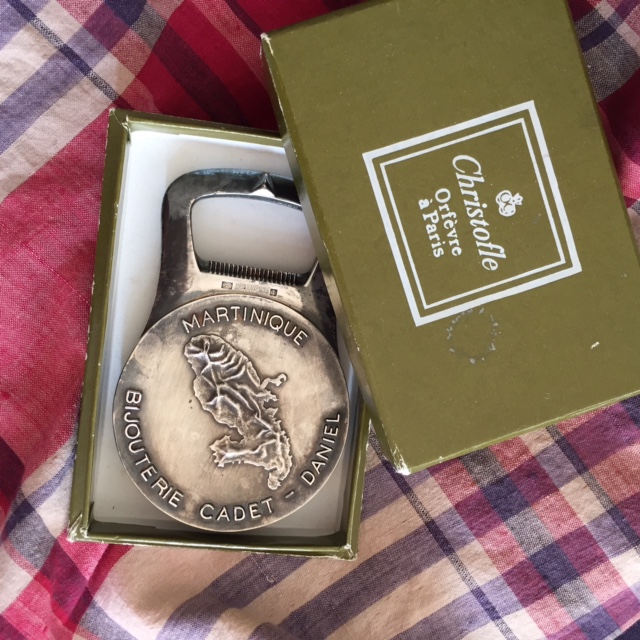 Christofle
Orfèvre
à Paris
MARTINIQUE
BIJOUTERIE CADET - DANIEL